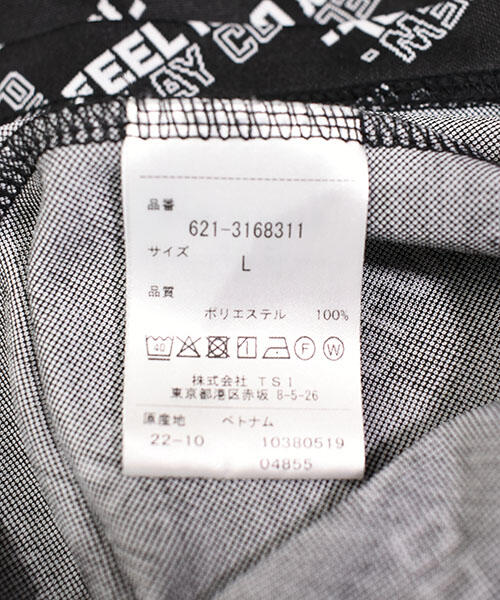 FEEL
品番
621-3168311
サイズ
L
品質
ポリエステル 100%
40 F W
株式会社 TSI
東京都港区赤坂 8-5-26
原産地 ベトナム
22-10 10380519
04855